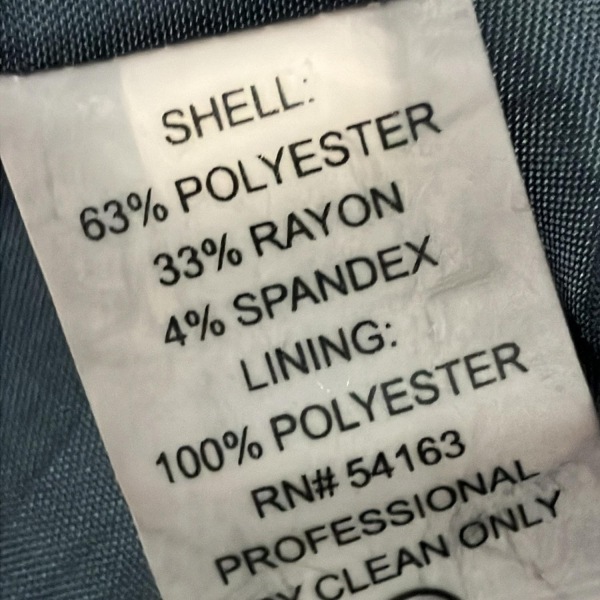 SHELL:
63% POLYESTER
33% RAYON
4% SPANDEX
LINING:
100% POLYESTER
RN# 54163
PROFESSIONAL
CLEAN ONLY